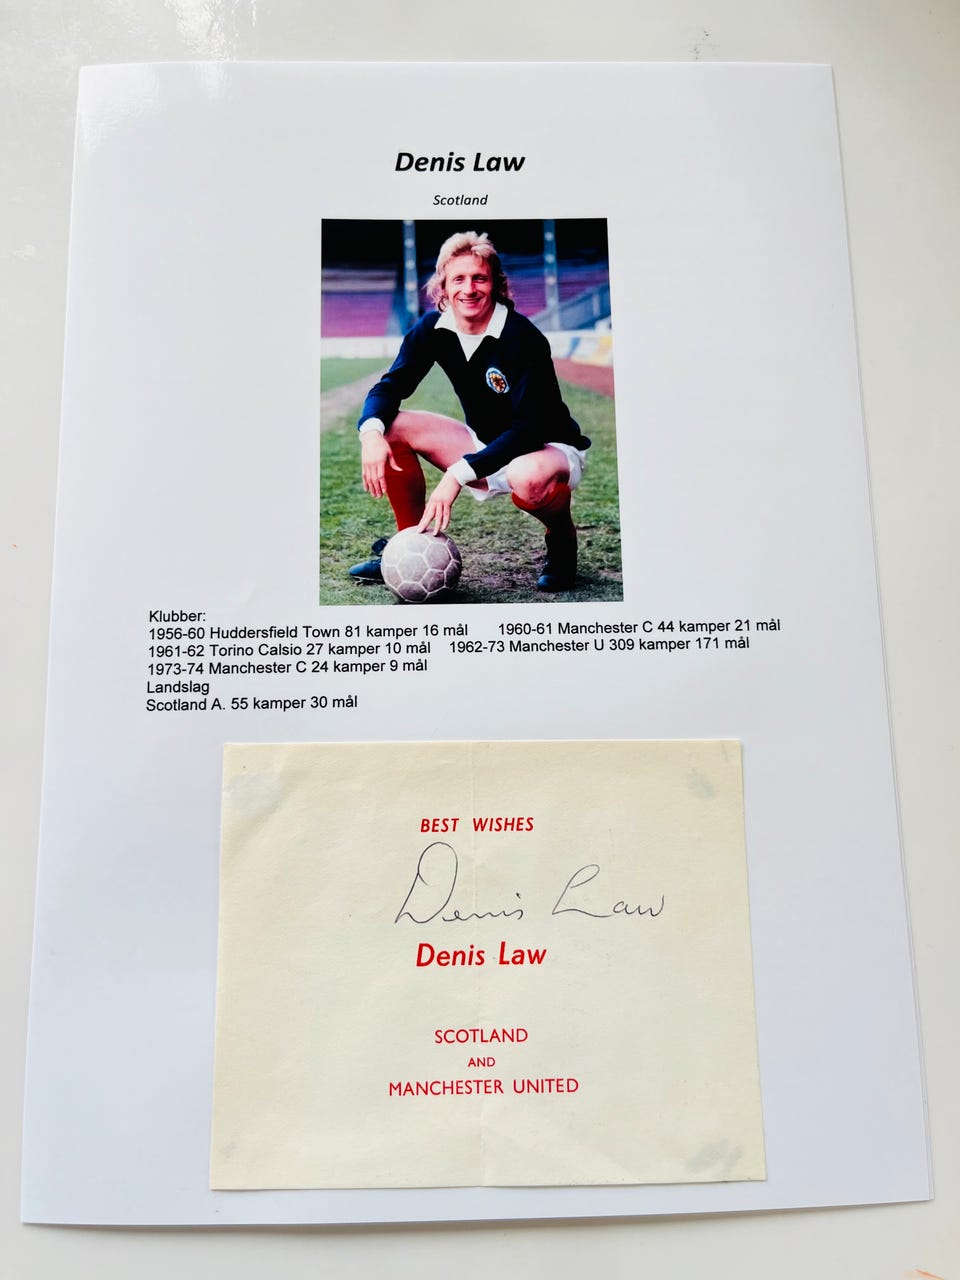 Denis Law
Scotland
Klubber:
1956-60 Huddersfield Town 81 kamper 16 mål 1960-61 Manchester C 44 kamper 21 mål
1961-62 Torino Calsio 27 kamper 10 mål 1962-73 Manchester U 309 kamper 171 mål
1973-74 Manchester C 24 kamper 9 mål
Landslag
Scotland A. 55 kamper 30 mål
BEST WISHES
Denis Law
Denis Law
SCOTLAND
AND
MANCHESTER UNITED